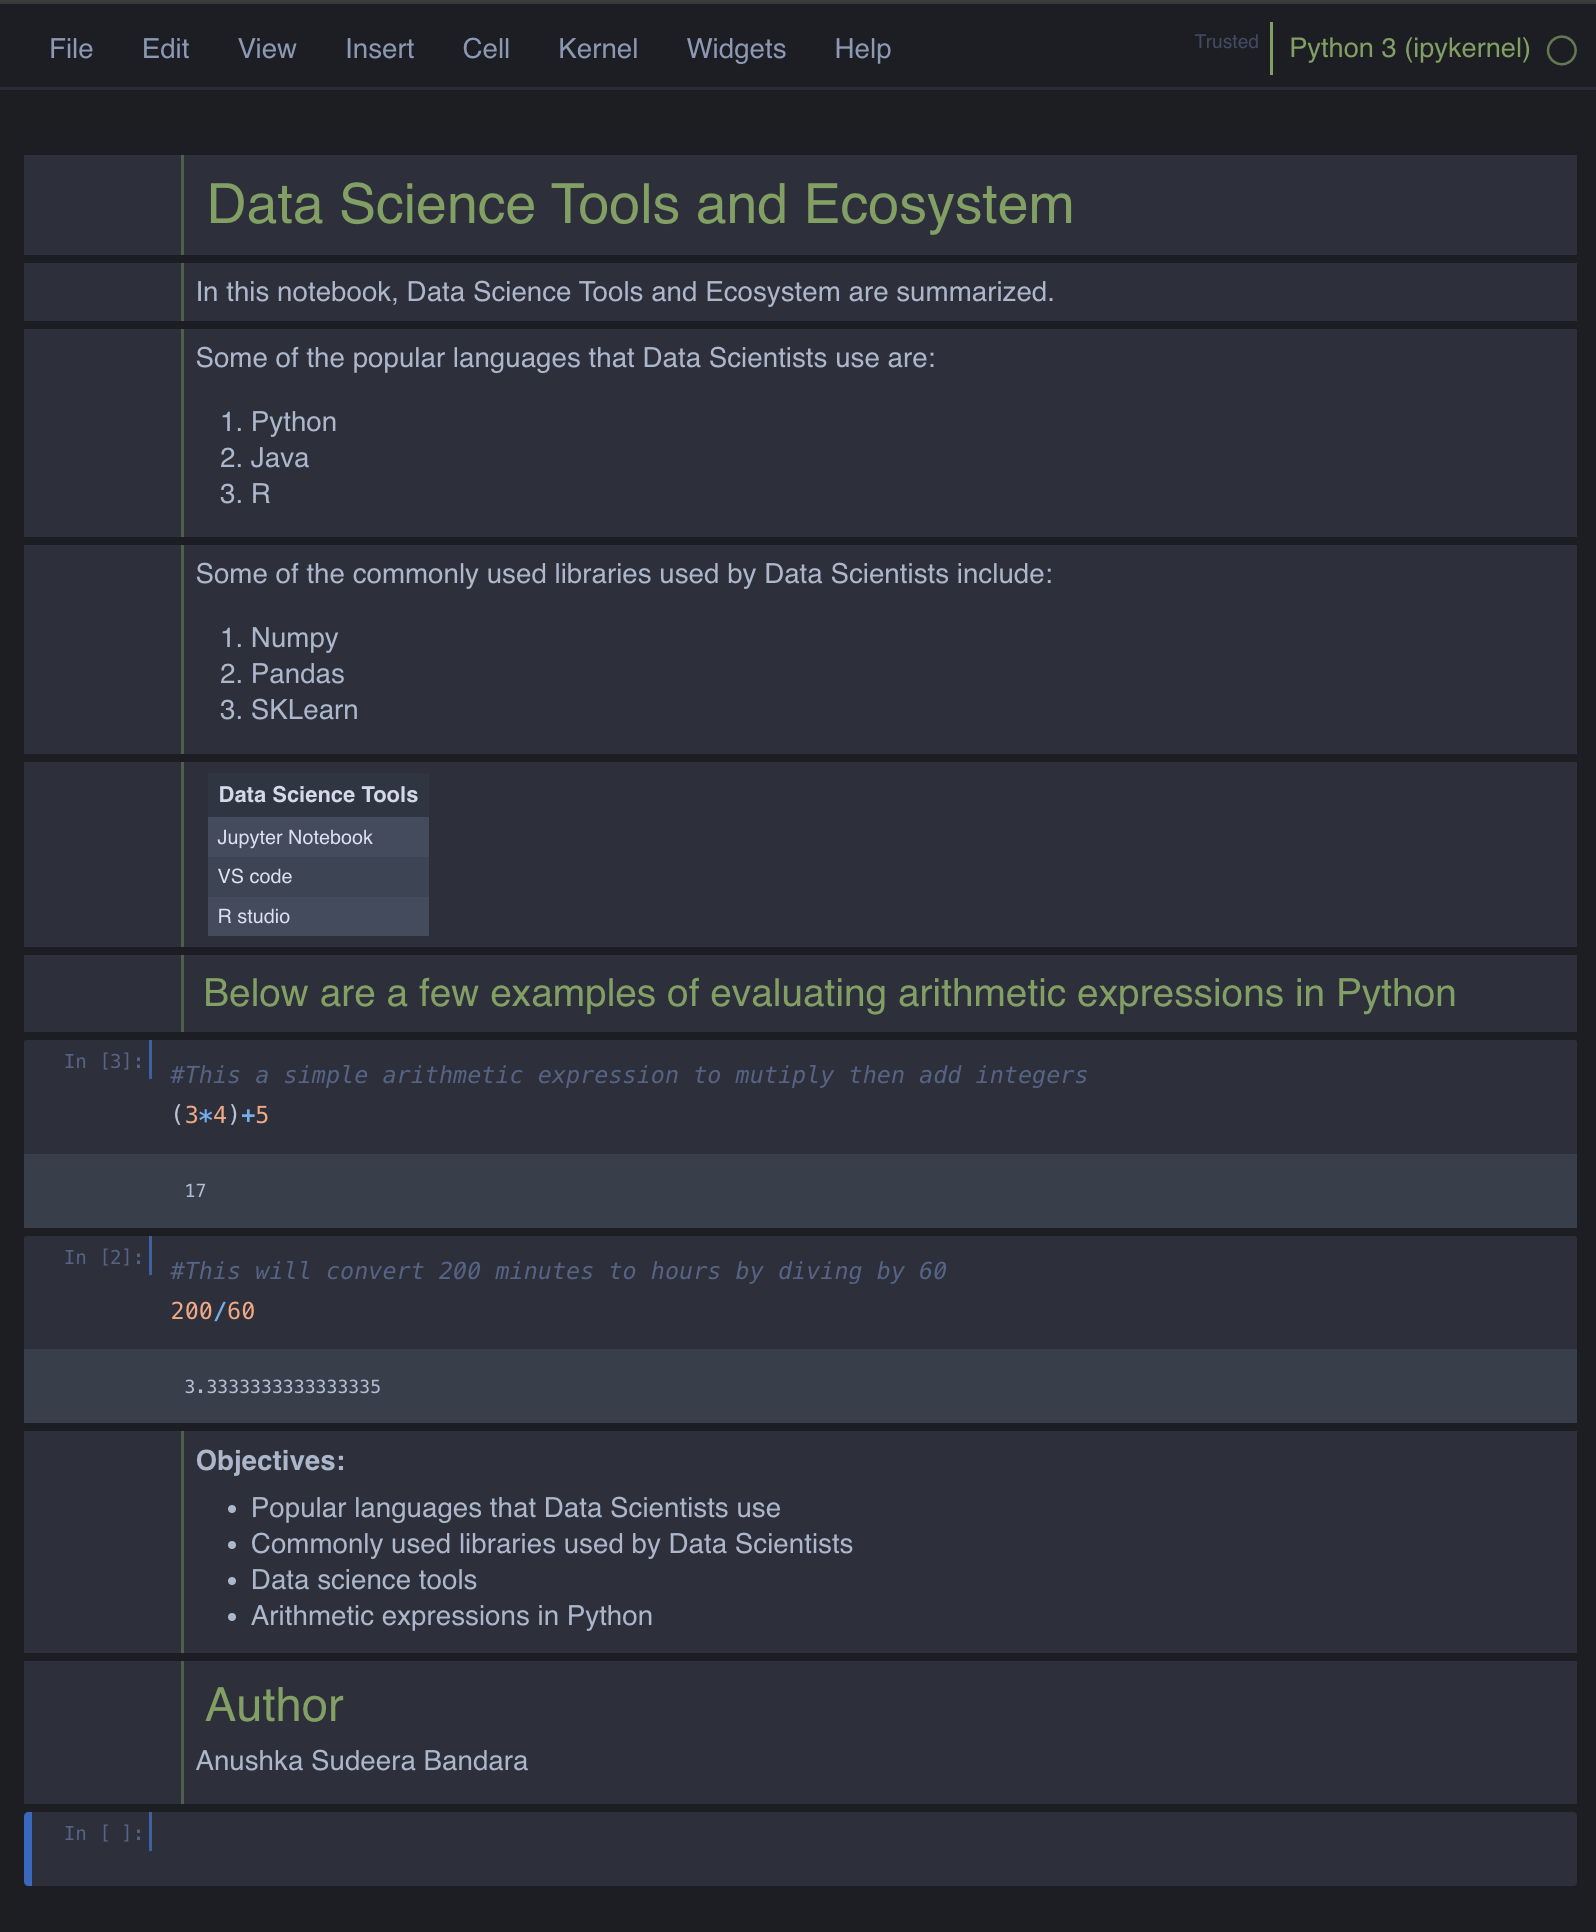 File Edit View Insert Cell Kernel Widgets Help Trusted Python 3 (ipykernel)
Data Science Tools and Ecosystem
In this notebook, Data Science Tools and Ecosystem are summarized.
Some of the popular languages that Data Scientists use are:
1. Python
2. Java
3. R
Some of the commonly used libraries used by Data Scientists include:
1. Numpy
2. Pandas
3. SKLearn
Data Science Tools
Jupyter Notebook
VS code
R studio
Below are a few examples of evaluating arithmetic expressions in Python
In [3]: #This a simple arithmetic expression to mutiply then add integers
(3*4)+5
17
In [2]: #This will convert 200 minutes to hours by diving by 60
200/60
3.3333333333333335
Objectives:
• Popular languages that Data Scientists use
• Commonly used libraries used by Data Scientists
• Data science tools
• Arithmetic expressions in Python
Author
Anushka Sudeera Bandara
In [ ]: